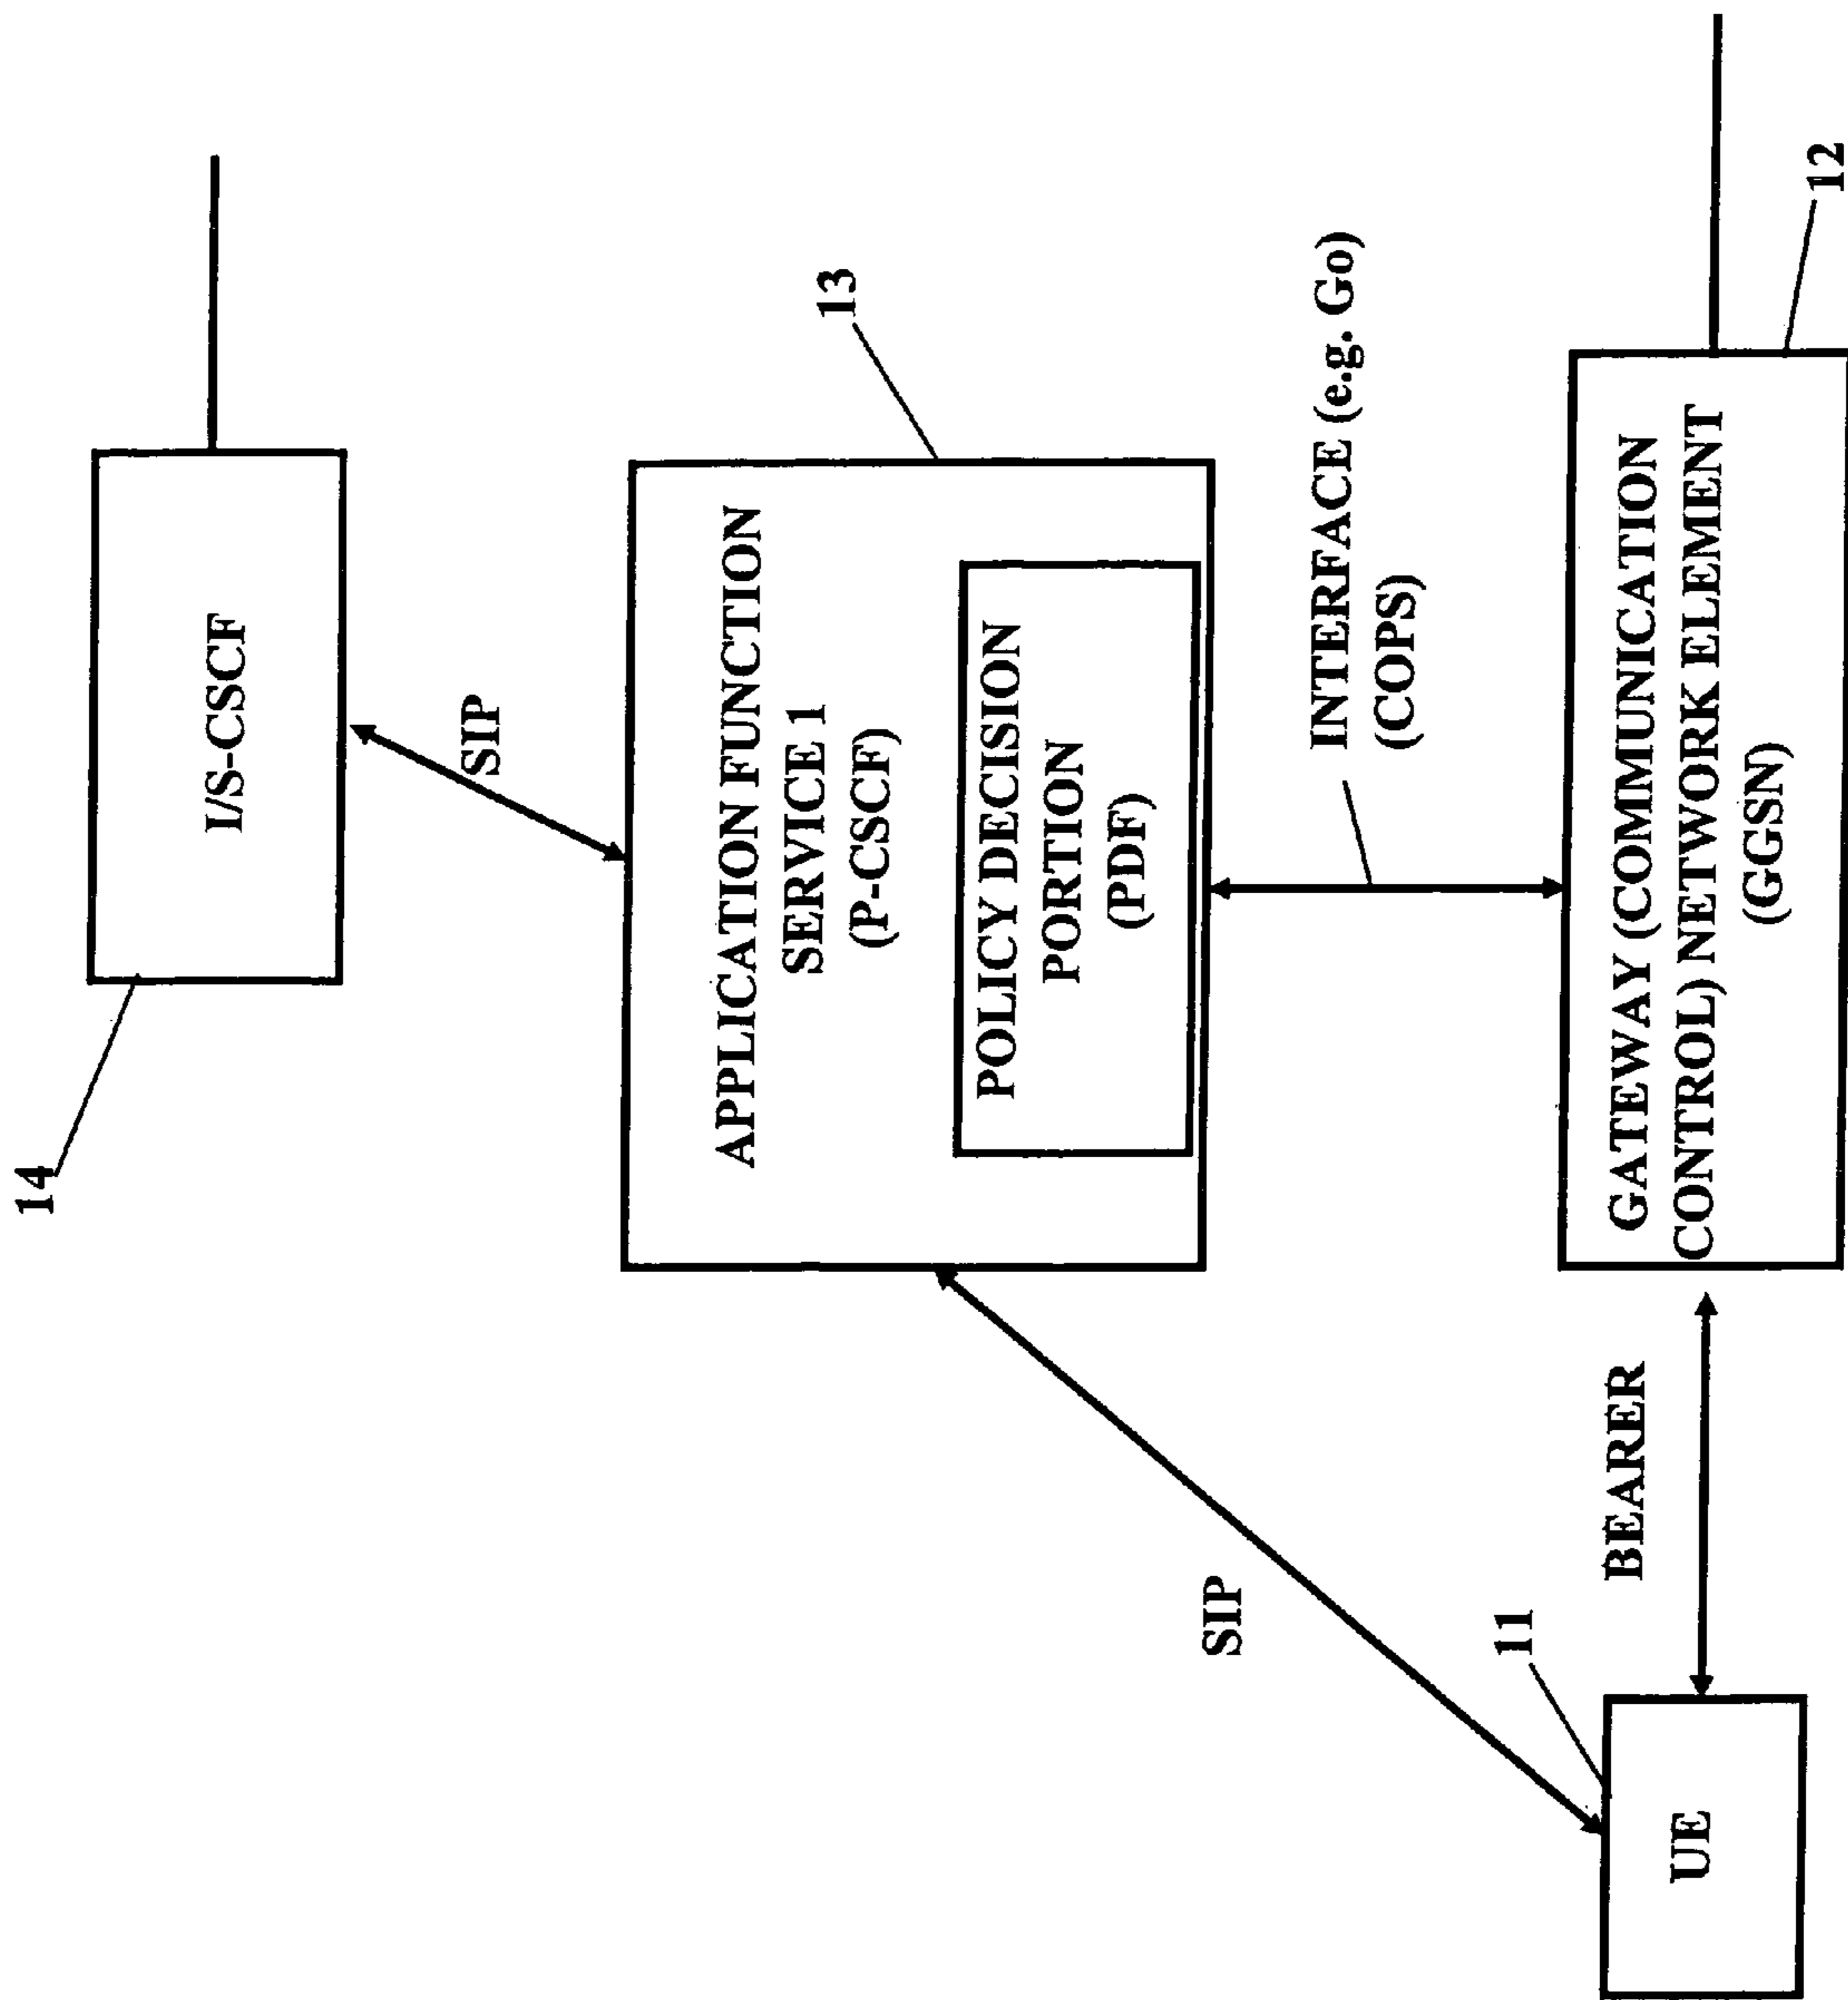 14
I/S-CSCF
SIP
13
APPLICATION FUNCTION
SERVICE 1
(P-CSCF)
POLICY DECISION
PORTION
(PDF)
INTERFACE (e.g. Go)
(COPS)
SIP
11
UE
BEARER
GATEWAY (COMMUNICATION
CONTROL) NETWORK ELEMENT
(GGSN)
12